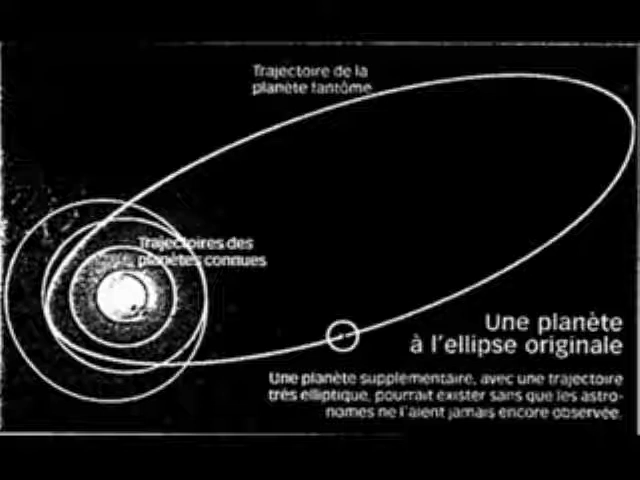 Trajectoire de la
planète fantôme
Trajectoires des
planètes connues
Une planète
à l'ellipse originale
Une planète supplémentaire, avec une trajectoire
très elliptique, pourrait exister sans que les astro-
nomes ne l'aient jamais encore observée.